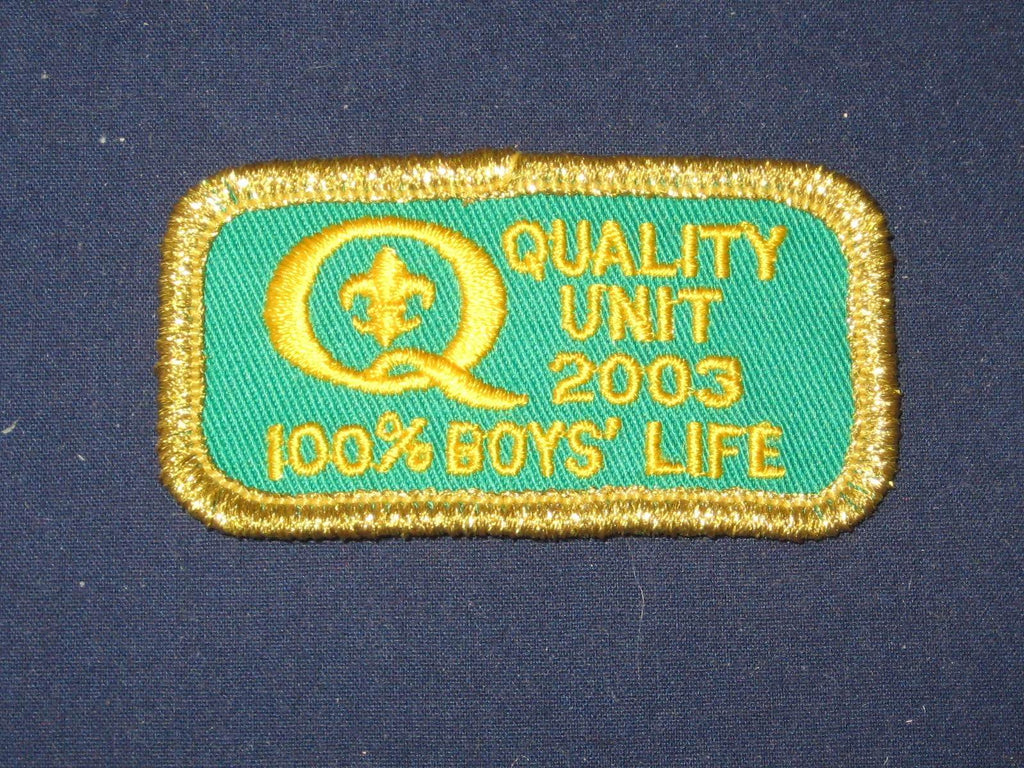 Q QUALITY
UNIT
2003
100% BOYS' LIFE